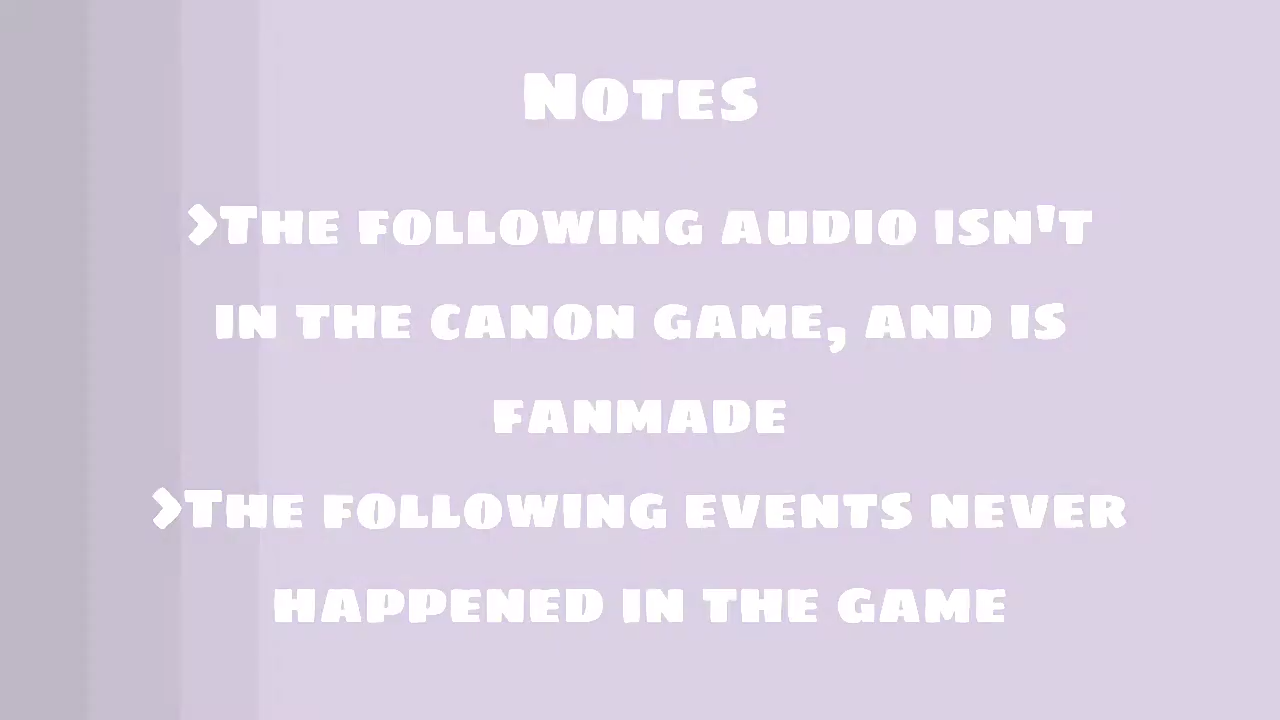 Notes
>The following audio isn't
in the canon game, and is
fanmade
>The following events never
happened in the game